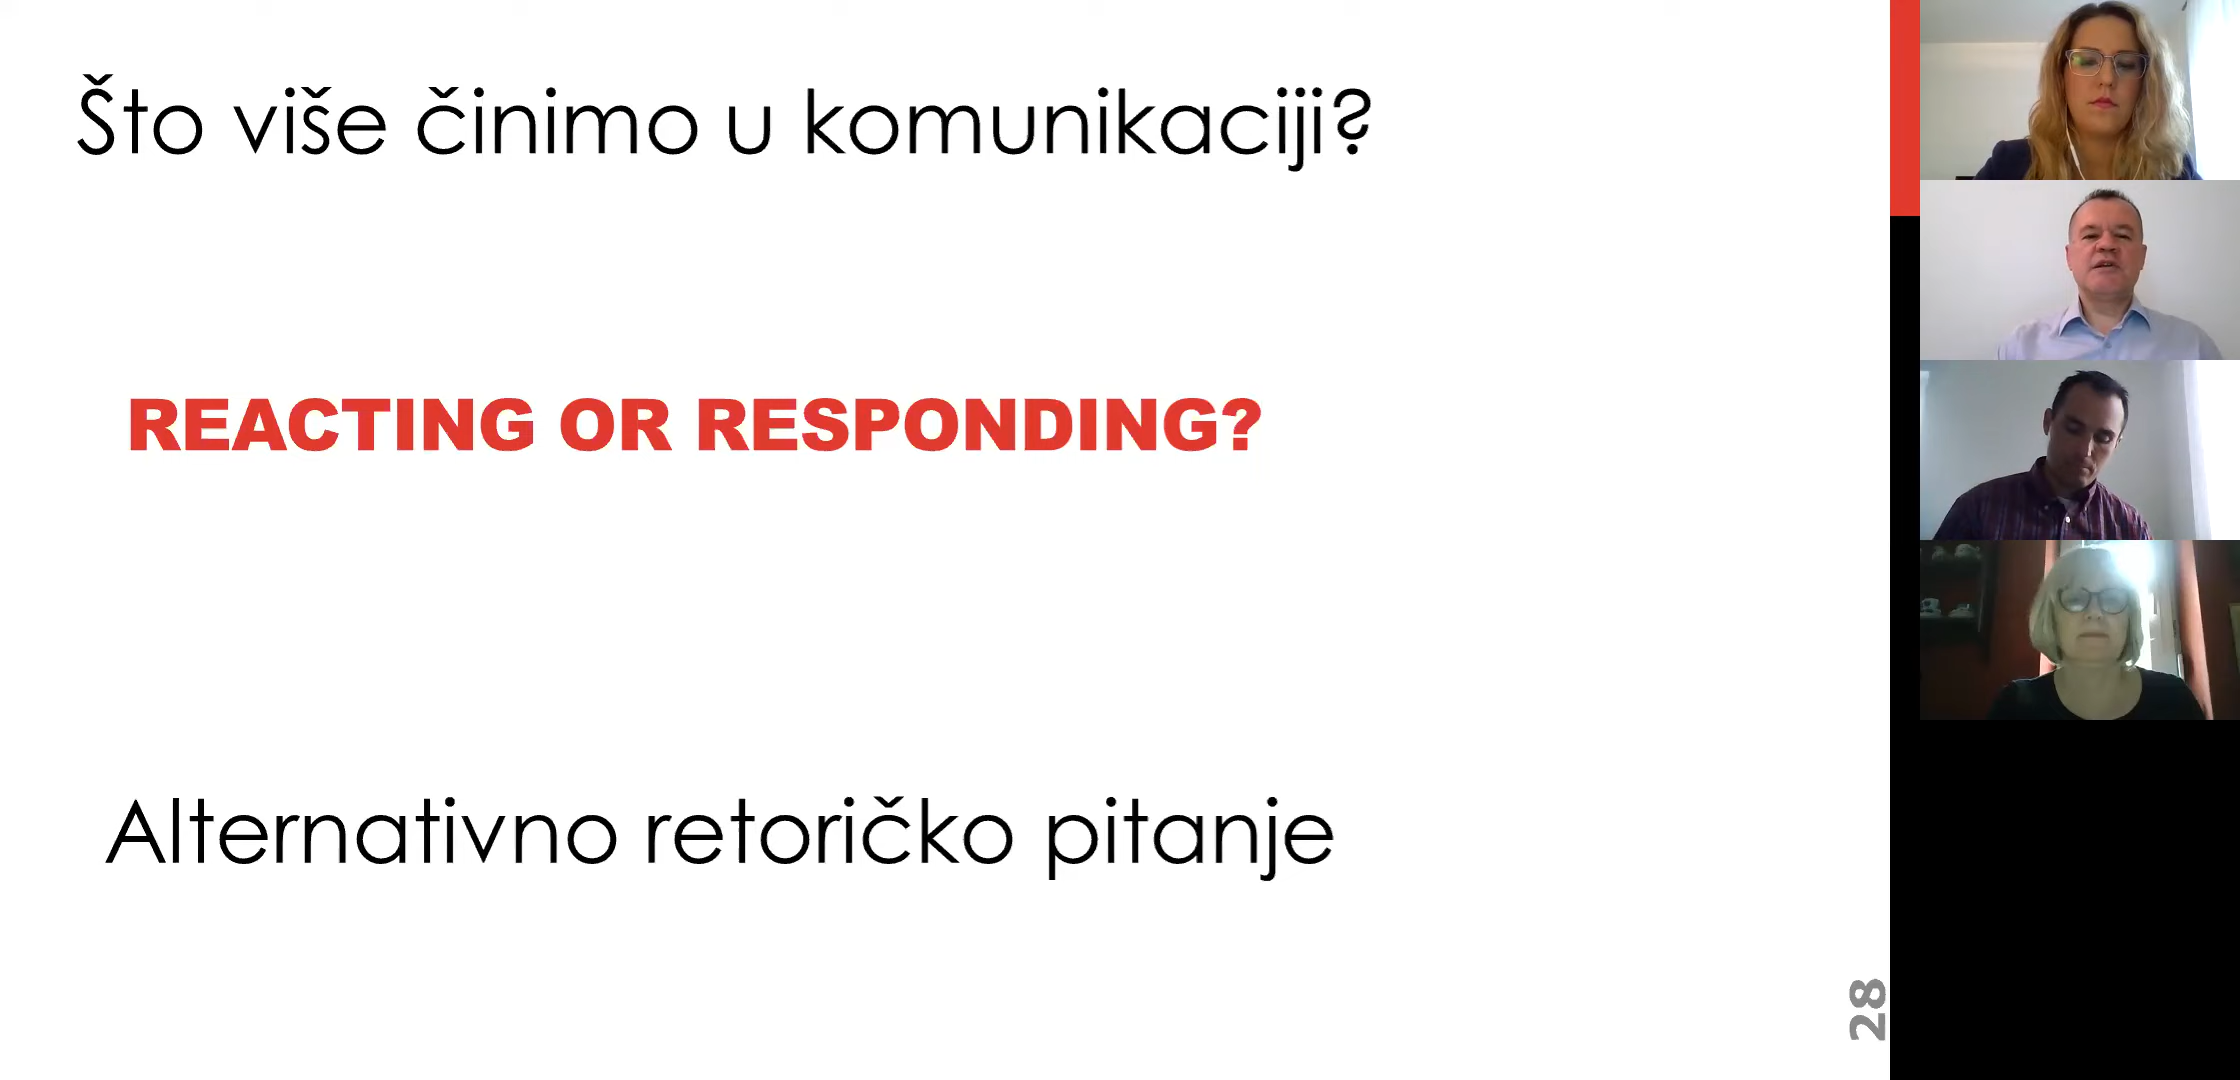 Što više činimo u komunikaciji?
REACTING OR RESPONDING?
Alternativno retoričko pitanje
28